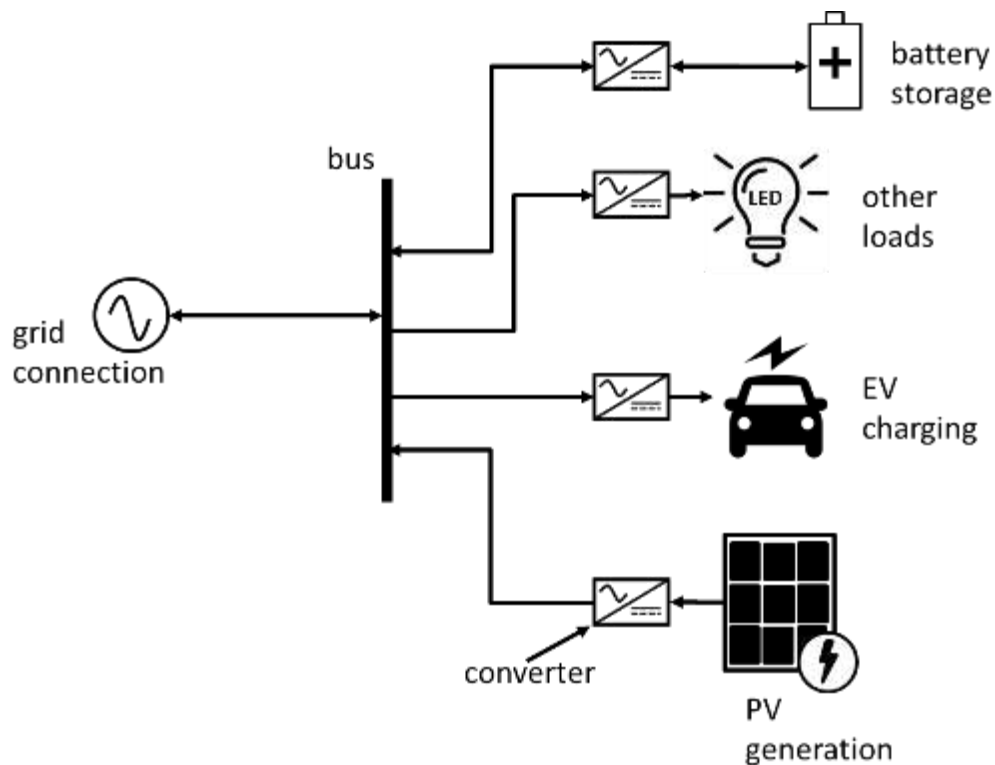 battery
storage
bus
LED
other
loads
grid
connection
EV
charging
converter
PV
generation